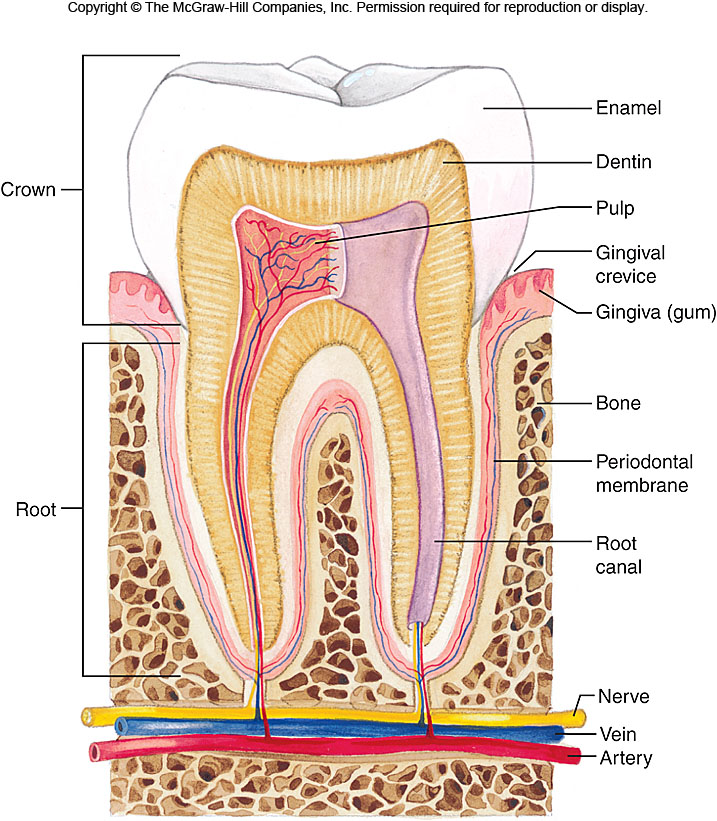 Copyright © The McGraw-Hill Companies, Inc. Permission required for reproduction or display.
Enamel
Dentin
Crown
Pulp
Gingival
crevice
Gingiva (gum)
Bone
Periodontal
membrane
Root
Root
canal
Nerve
Vein
Artery